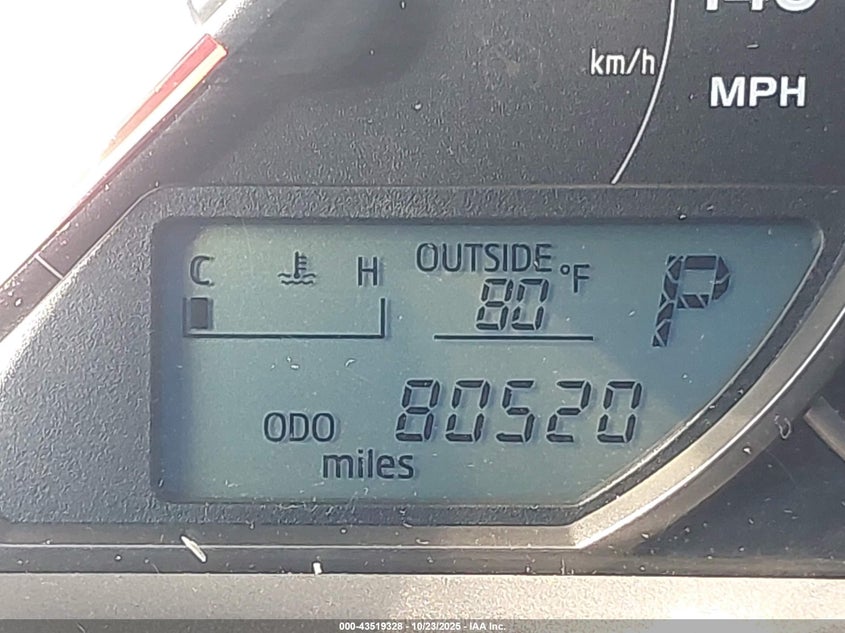 km/h
MPH
C H OUTSIDE °F P
80
ODO 80520
miles
000-43519328 - 10/23/2025 - IAA Inc.